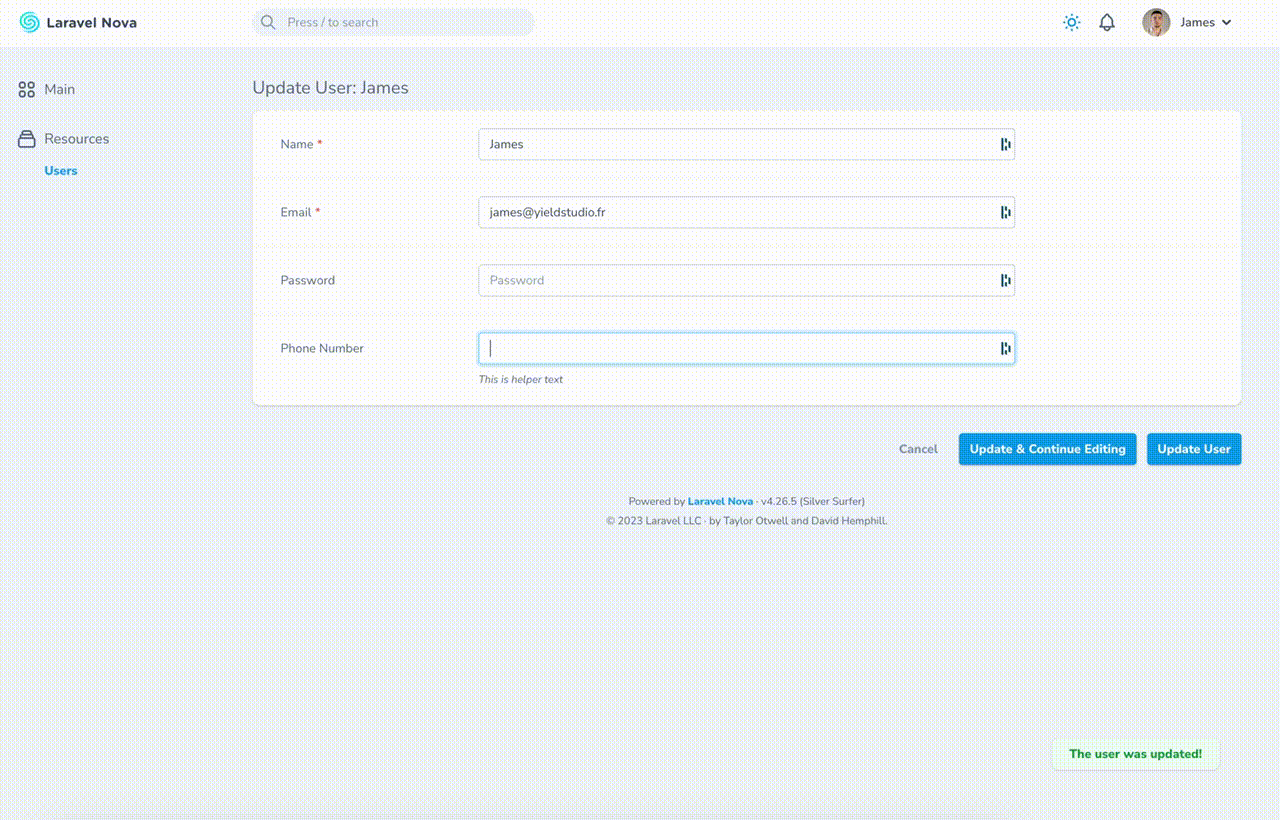 Laravel Nova
Press / to search
James
Main
Resources
Users
Update User: James
Name *
James
Email *
james@yieldstudio.fr
Password
Password
Phone Number
This is helper text
Cancel
Update & Continue Editing
Update User
Powered by Laravel Nova · v4.26.5 (Silver Surfer)
© 2023 Laravel LLC · by Taylor Otwell and David Hemphill.
The user was updated!